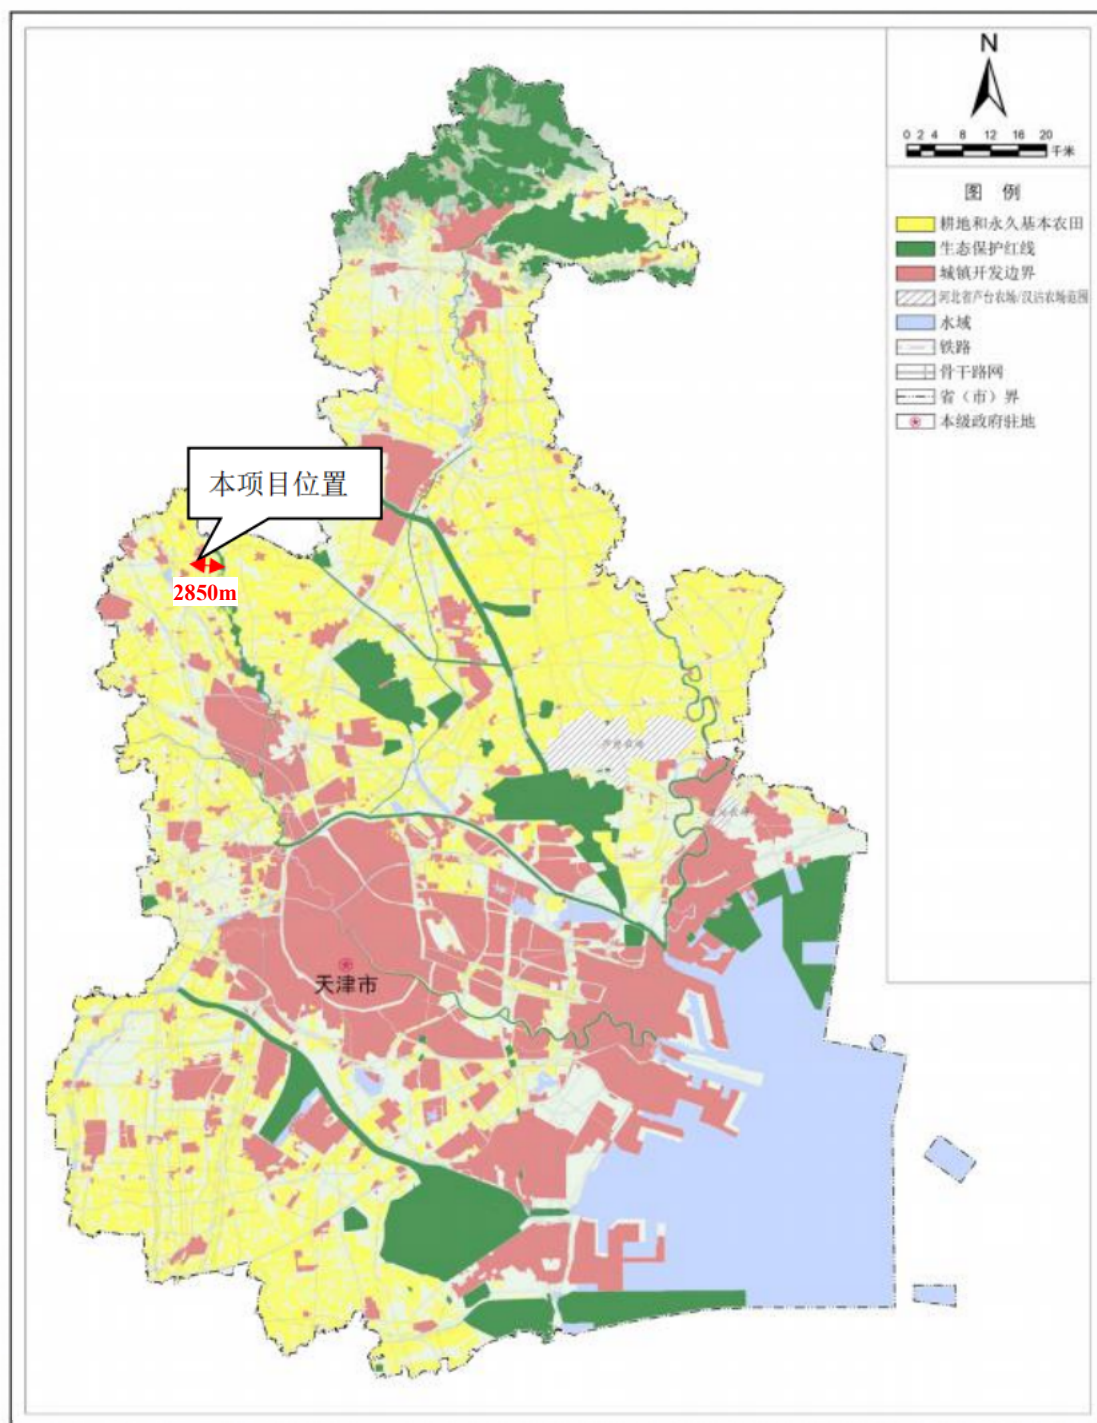 N
0 2 4 8 12 16 20
千米
图 例
耕地和永久基本农田
生态保护红线
城镇开发边界
河北省芦台农场/汉沽农场范围
水域
铁路
骨干路网
省（市）界
本级政府驻地
本项目位置
2850m
天津市